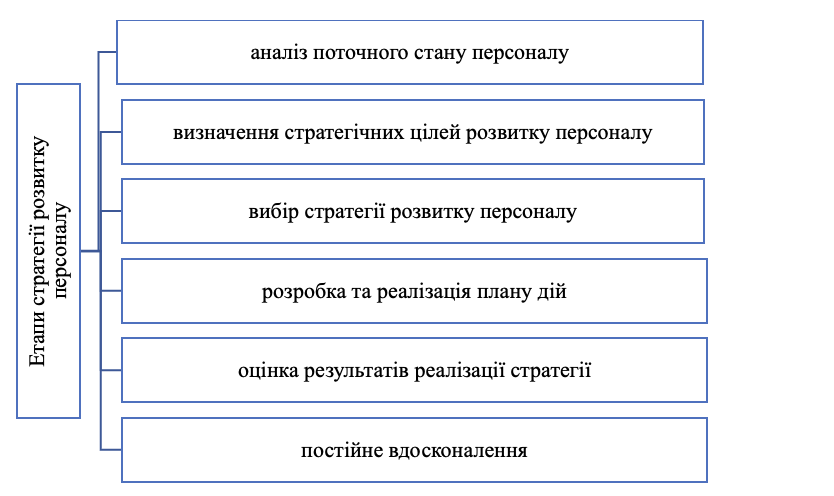 Етапи стратегії розвитку
персоналу
аналіз поточного стану персоналу
визначення стратегічних цілей розвитку персоналу
вибір стратегії розвитку персоналу
розробка та реалізація плану дій
оцінка результатів реалізації стратегії
постійне вдосконалення